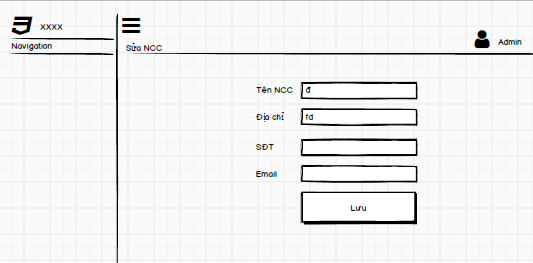 xxxx
Navigation
Sửa NCC
Admin
Tên NCC đ
Địa chỉ fd
SĐT
Email
Lưu